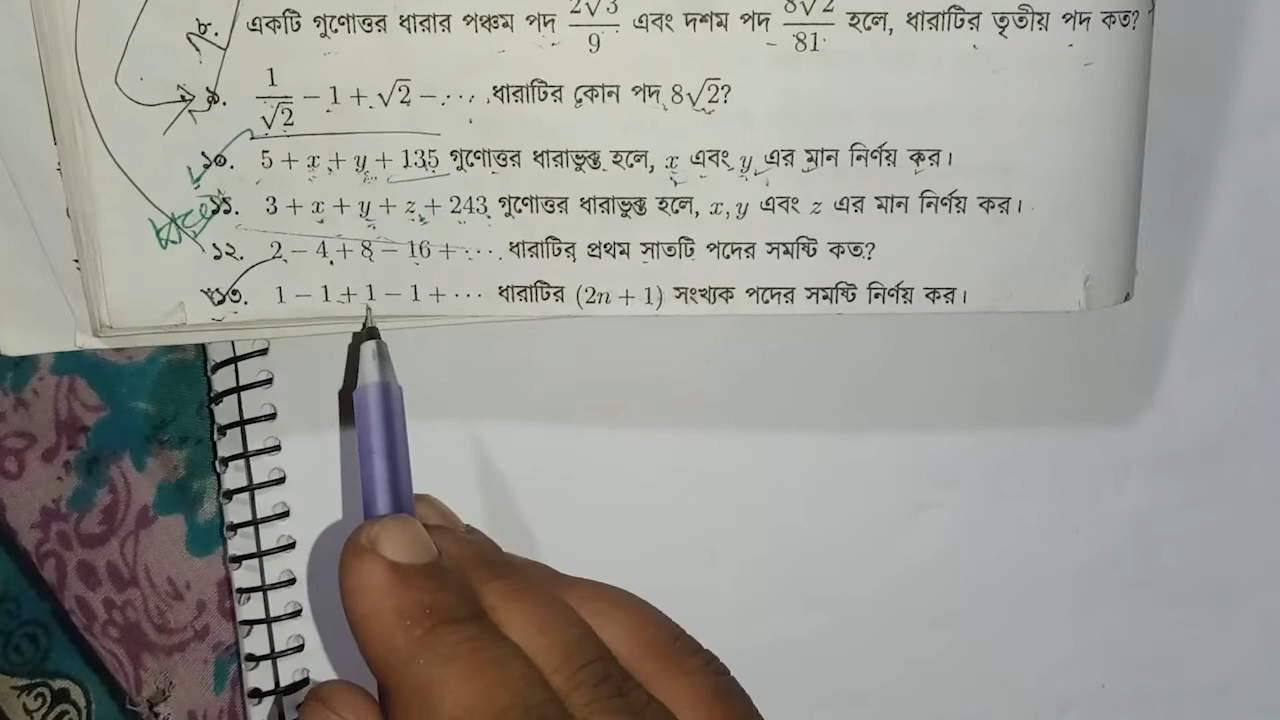 ৮. একটি গুণোত্তর ধারার পঞ্চম পদ 2√3/9 এবং দশম পদ 8√2/81 হলে, ধারাটির তৃতীয় পদ কত?
৯. 1/√2 − 1 + √2 − ⋯ ধারাটির কোন পদ 8√2?
১০. 5 + x + y + 135 গুণোত্তর ধারাভুক্ত হলে, x এবং y এর মান নির্ণয় কর।
১১. 3 + x + y + z + 243 গুণোত্তর ধারাভুক্ত হলে, x, y এবং z এর মান নির্ণয় কর।
১২. 2 − 4 + 8 − 16 + ⋯ ধারাটির প্রথম সাতটি পদের সমষ্টি কত?
১৩. 1 − 1 + 1 − 1 + ⋯ ধারাটির (2n + 1) সংখ্যক পদের সমষ্টি নির্ণয় কর।